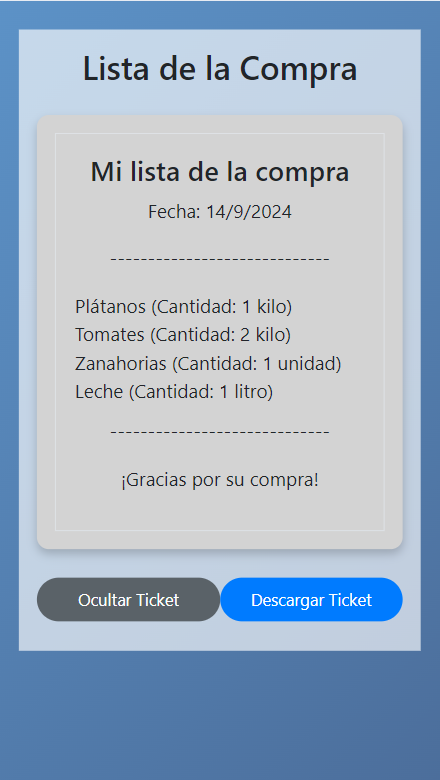 Lista de la Compra
Mi lista de la compra
Fecha: 14/9/2024
-----------------------------
Plátanos (Cantidad: 1 kilo)
Tomates (Cantidad: 2 kilo)
Zanahorias (Cantidad: 1 unidad)
Leche (Cantidad: 1 litro)
-----------------------------
¡Gracias por su compra!
Ocultar Ticket
Descargar Ticket